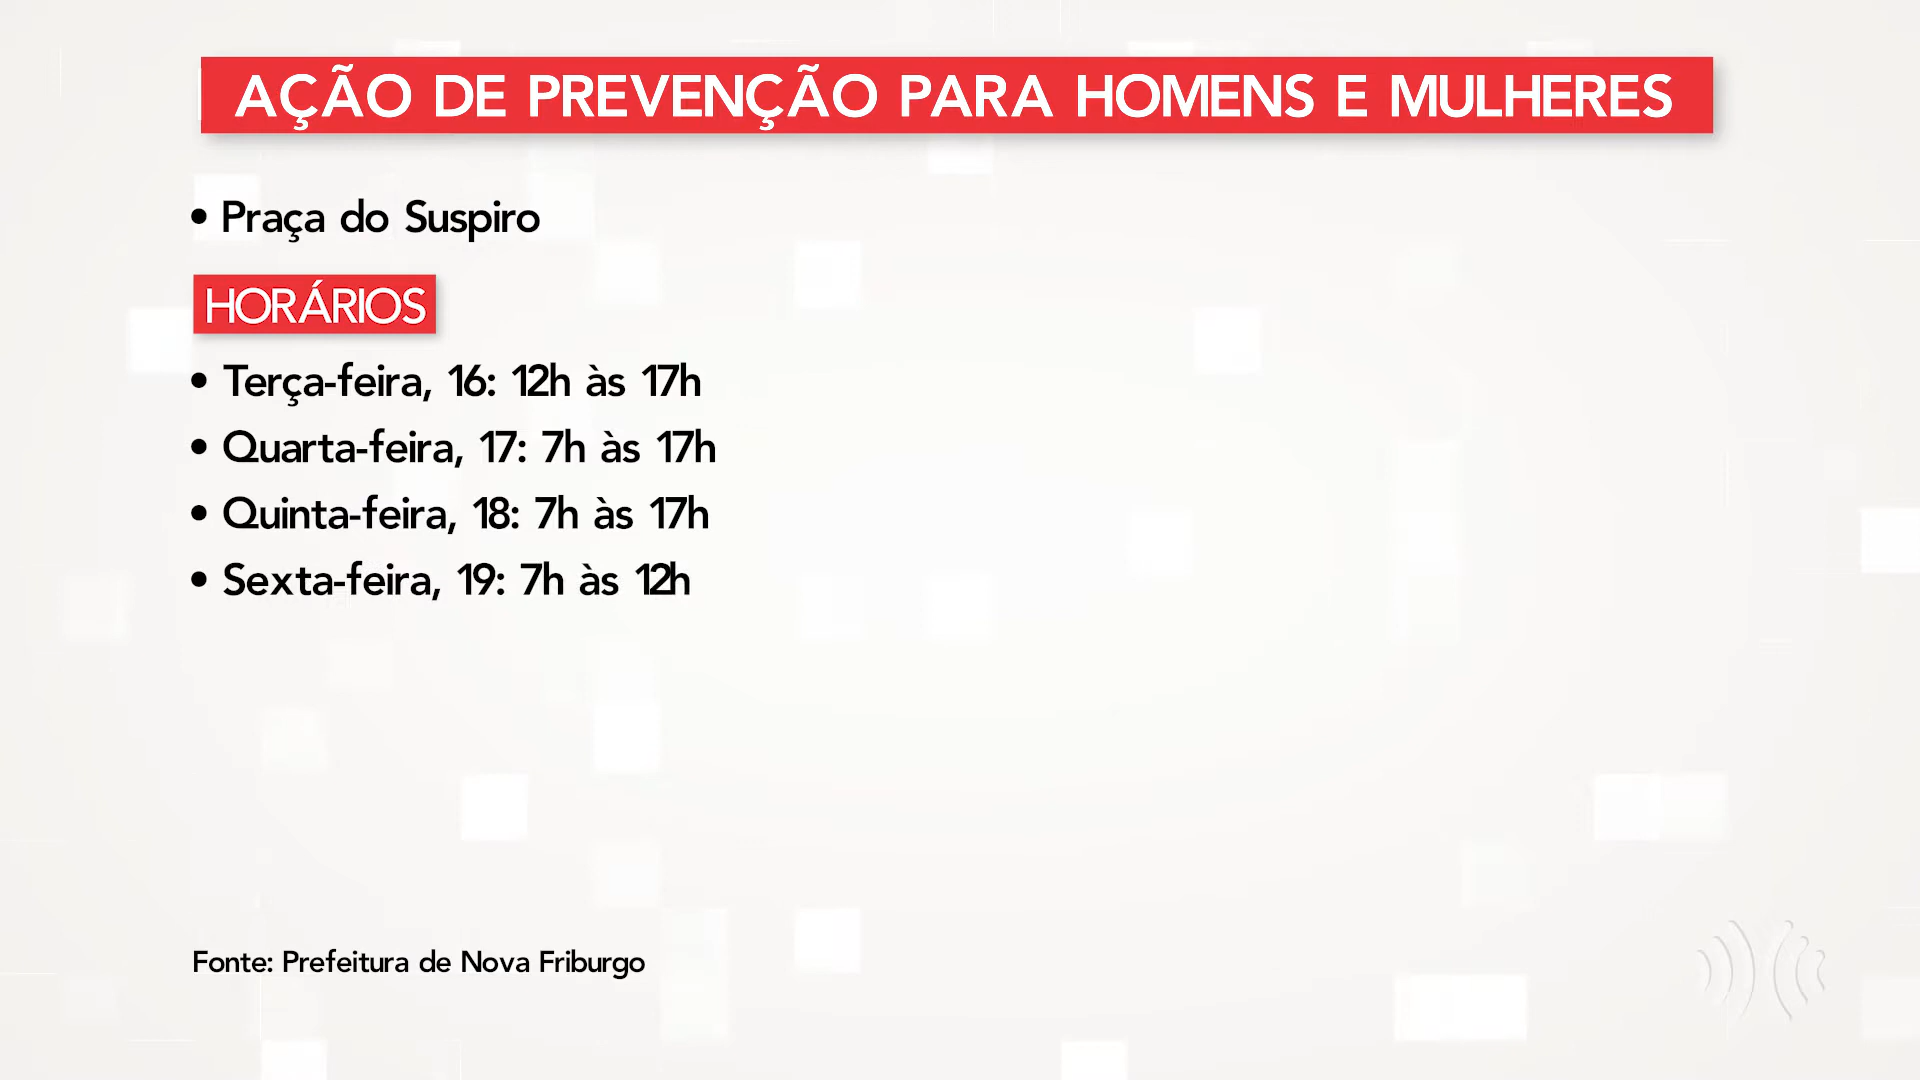 AÇÃO DE PREVENÇÃO PARA HOMENS E MULHERES
• Praça do Suspiro
HORÁRIOS
• Terça-feira, 16: 12h às 17h
• Quarta-feira, 17: 7h às 17h
• Quinta-feira, 18: 7h às 17h
• Sexta-feira, 19: 7h às 12h
Fonte: Prefeitura de Nova Friburgo